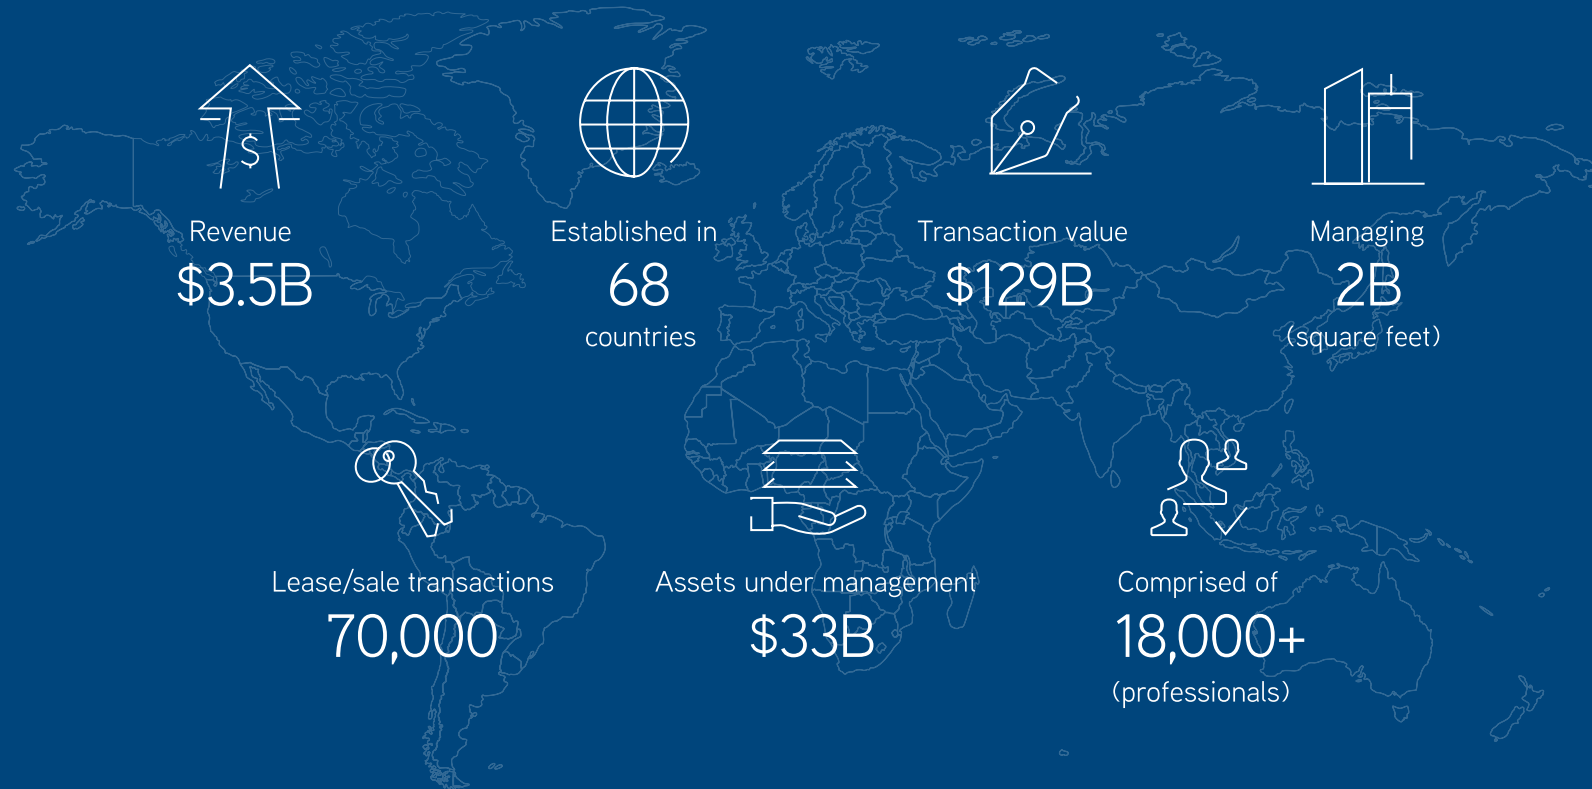 $
Revenue
$3.5B
Established in
68
countries
Transaction value
$129B
Managing
2B
(square feet)
Lease/sale transactions
70,000
Assets under management
$33B
Comprised of
18,000+
(professionals)